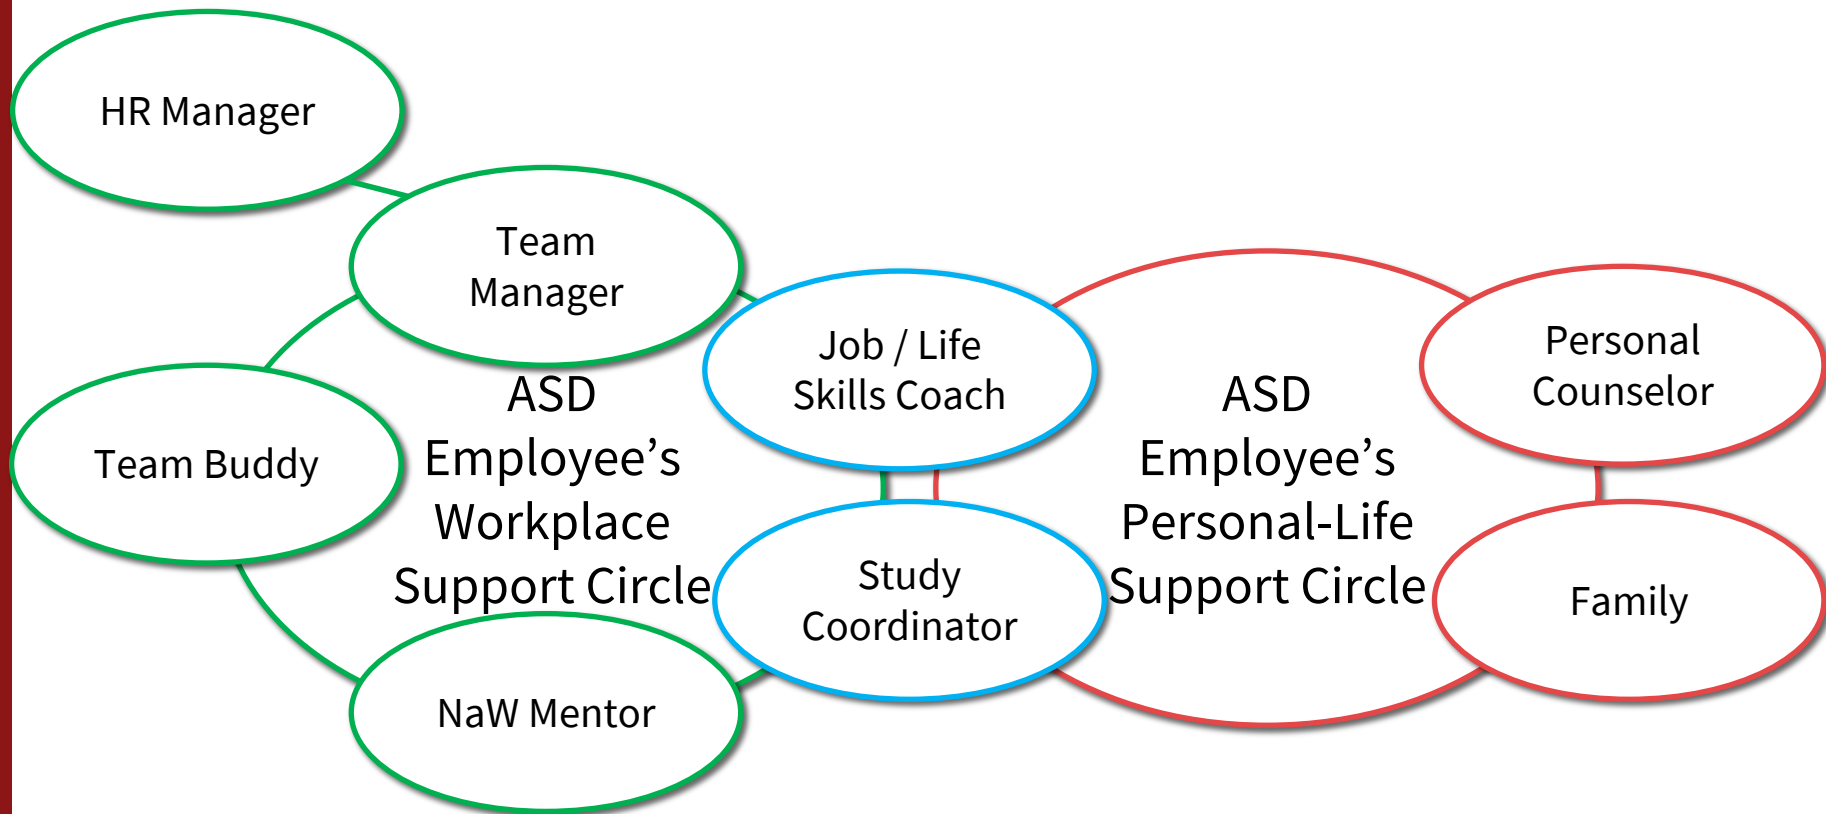 HR Manager
Team
Manager
Team Buddy
NaW Mentor
ASD
Employee’s
Workplace
Support Circle
Job / Life
Skills Coach
Study
Coordinator
ASD
Employee’s
Personal-Life
Support Circle
Personal
Counselor
Family